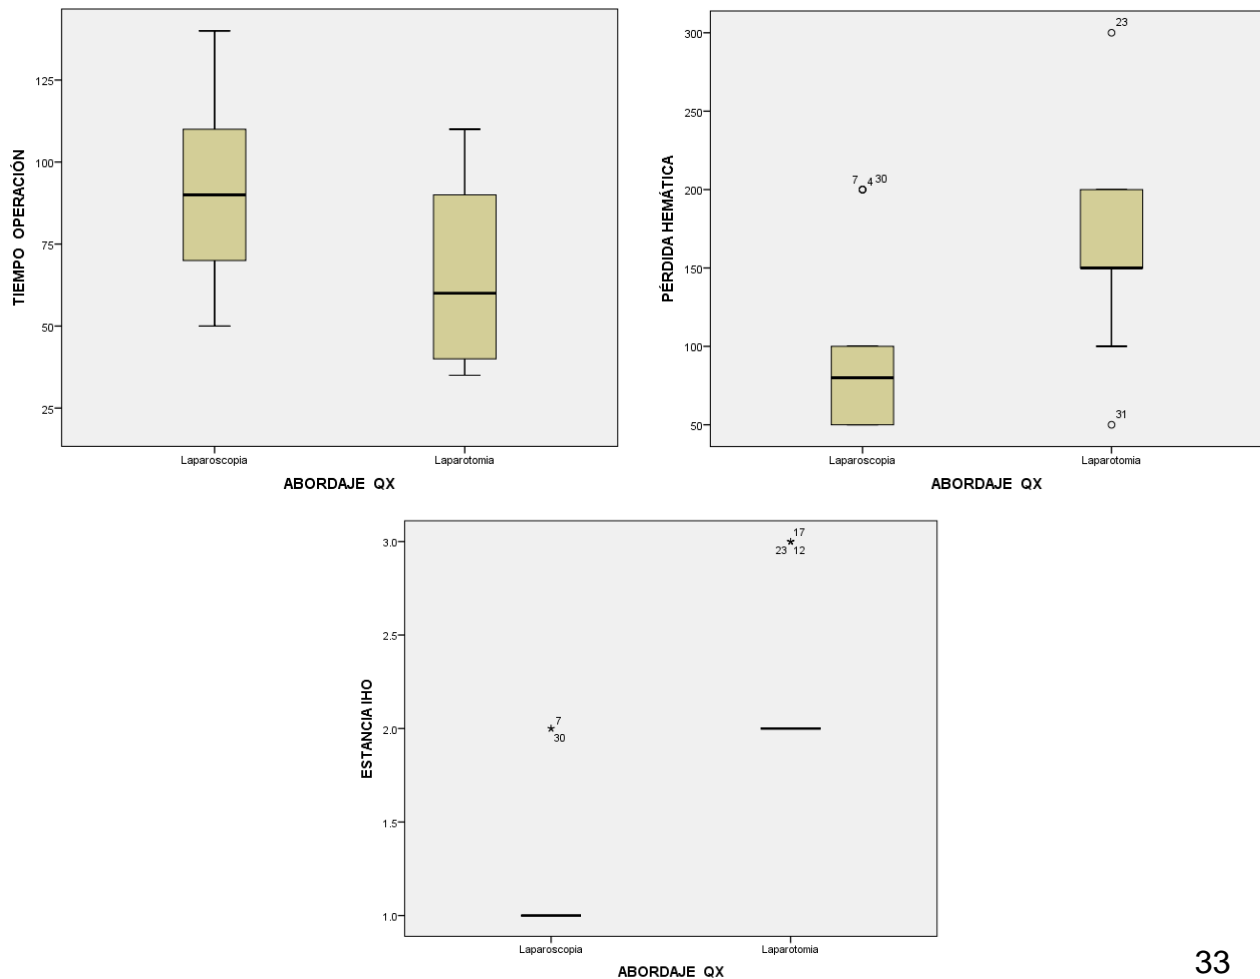 TIEMPO OPERACIÓN
125
100
75
50
25
Laparoscopia Laparotomia
ABORDAJE QX
PÉRDIDA HEMÁTICA
300
250
200
150
100
50
23
7 4 30
31
Laparoscopia Laparotomia
ABORDAJE QX
ESTANCIA IHO
3.0
2.5
2.0
1.5
1.0
17
23 12
7
30
Laparoscopia Laparotomia
ABORDAJE QX
33